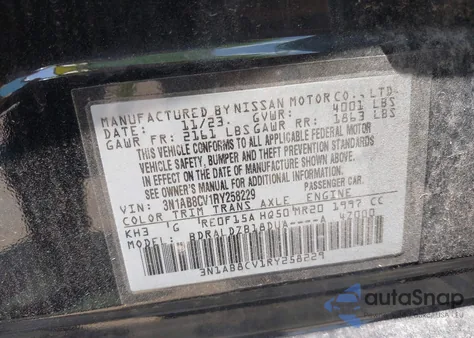 MANUFACTURED BY NISSAN MOTOR CO., LTD.
DATE: 11/23 GVWR: 4001 LBS
GAWR FR: 2161 LBS GAWR RR: 1863 LBS
THIS VEHICLE CONFORMS TO ALL APPLICABLE FEDERAL MOTOR
VEHICLE SAFETY, BUMPER AND THEFT PREVENTION STANDARDS
IN EFFECT ON THE DATE OF MANUFACTURE SHOWN ABOVE.
SEE OWNER'S MANUAL FOR ADDITIONAL INFORMATION.
VIN: 3N1AB8CV1RY258229 PASSENGER CAR
COLOR TRIM TRANS AXLE ENGINE
KH3 G RE0F15A HQ50 MR20 1997 CC
MODEL: BDRALDZB18DUA----A 47000
3N1AB8CV1RY258229
autoSnap